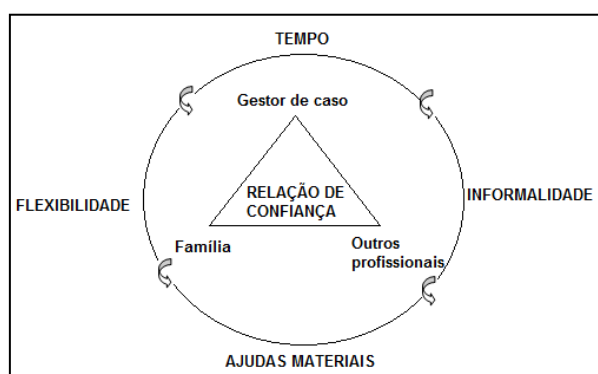 TEMPO
Gestor de caso
FLEXIBILIDADE
RELAÇÃO DE
CONFIANÇA
INFORMALIDADE
Família
Outros
profissionais
AJUDAS MATERIAIS